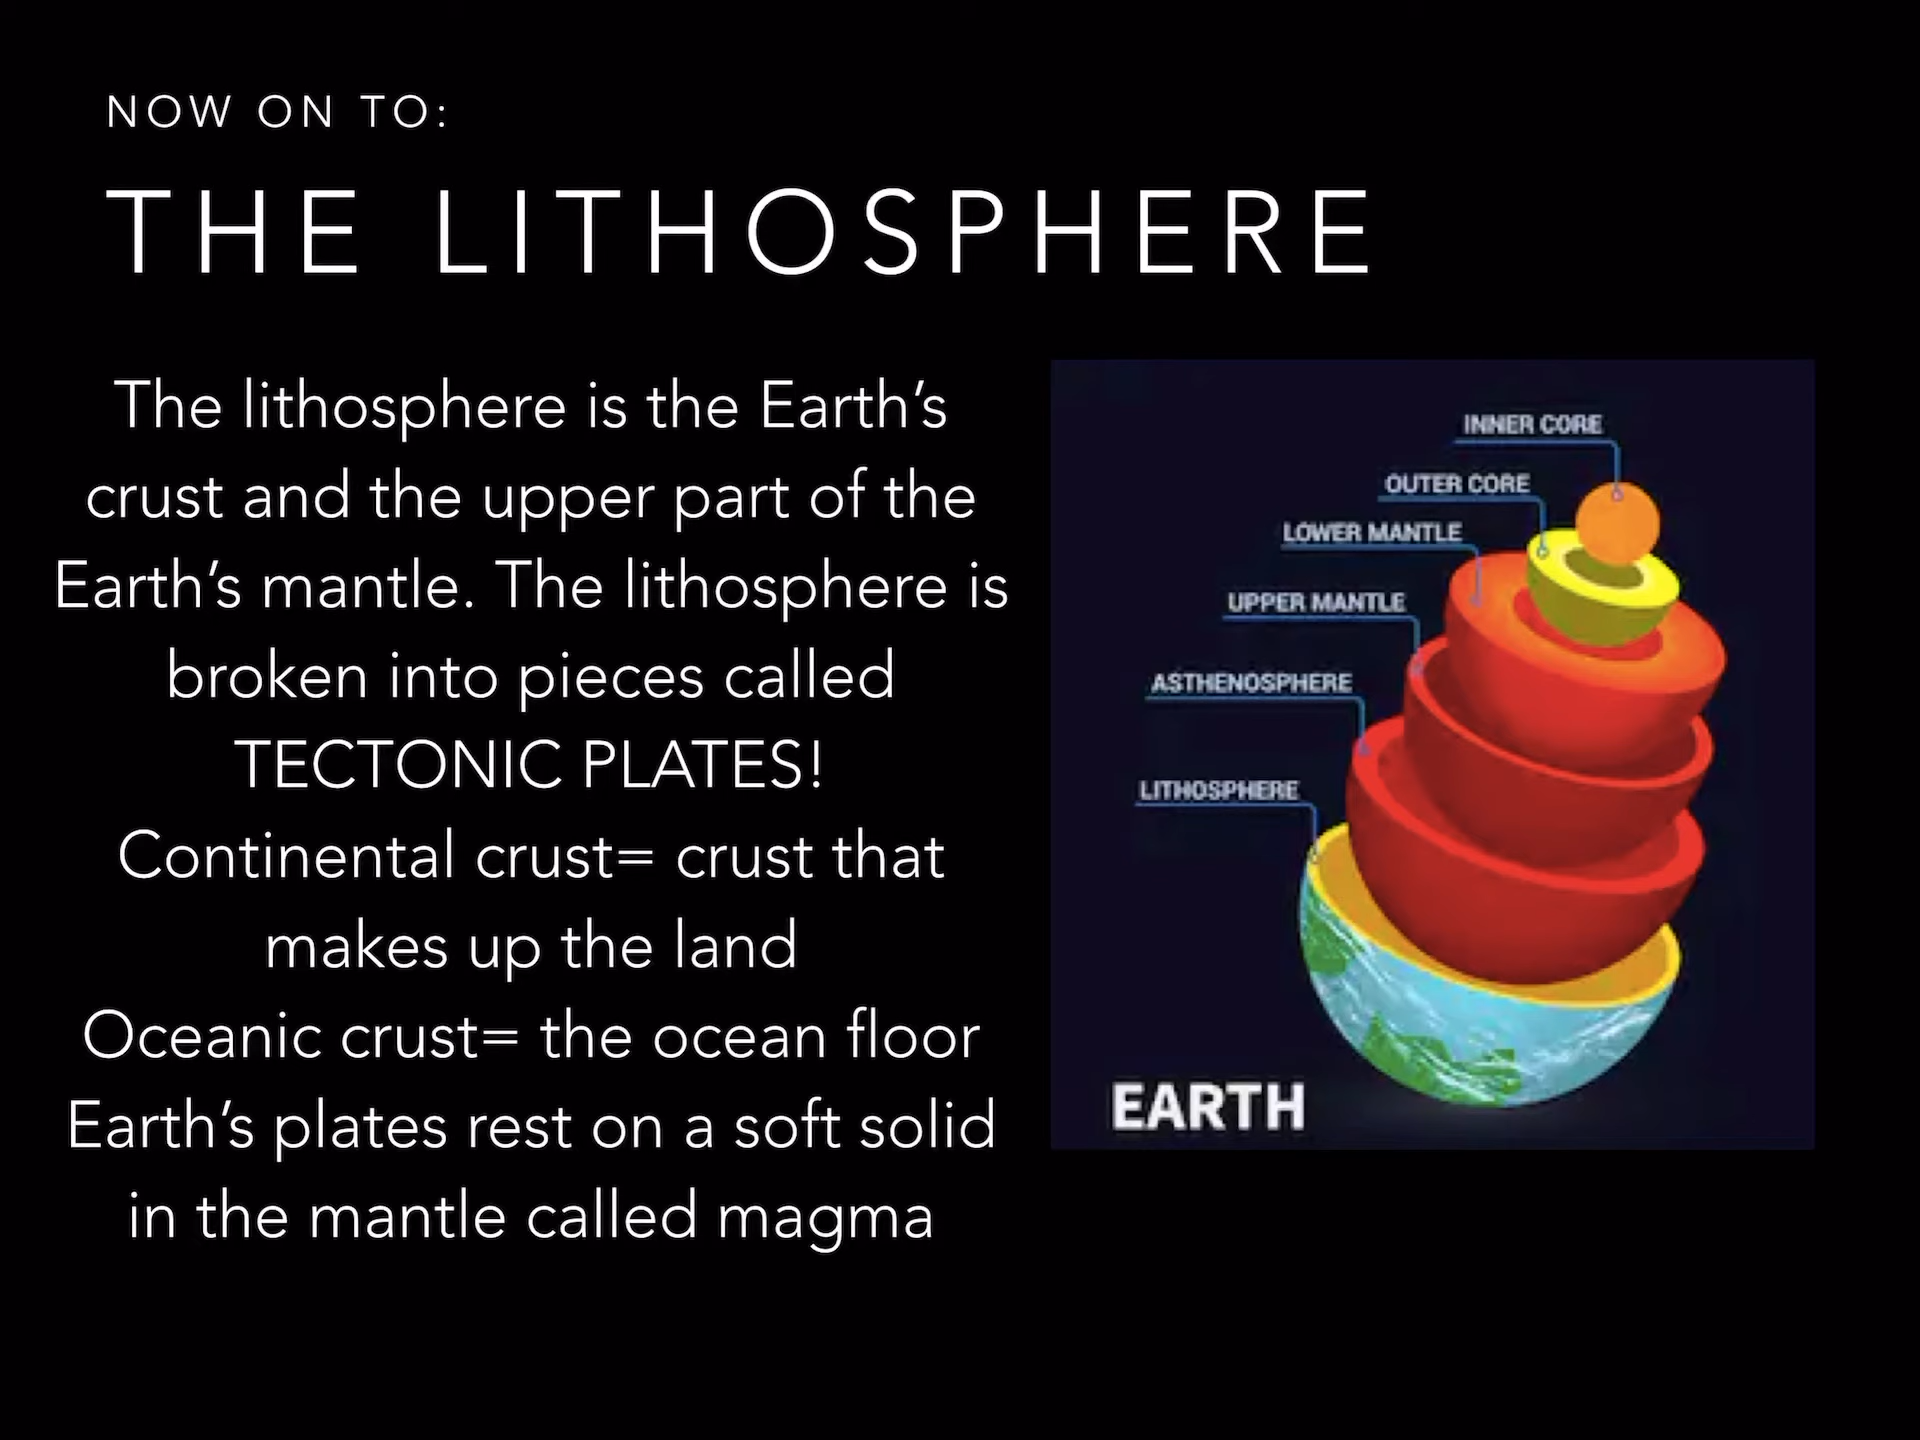 NOW ON TO:
THE LITHOSPHERE
The lithosphere is the Earth’s
crust and the upper part of the
Earth’s mantle. The lithosphere is
broken into pieces called
TECTONIC PLATES!
Continental crust= crust that
makes up the land
Oceanic crust= the ocean floor
Earth’s plates rest on a soft solid
in the mantle called magma
INNER CORE
OUTER CORE
LOWER MANTLE
UPPER MANTLE
ASTHENOSPHERE
LITHOSPHERE
EARTH